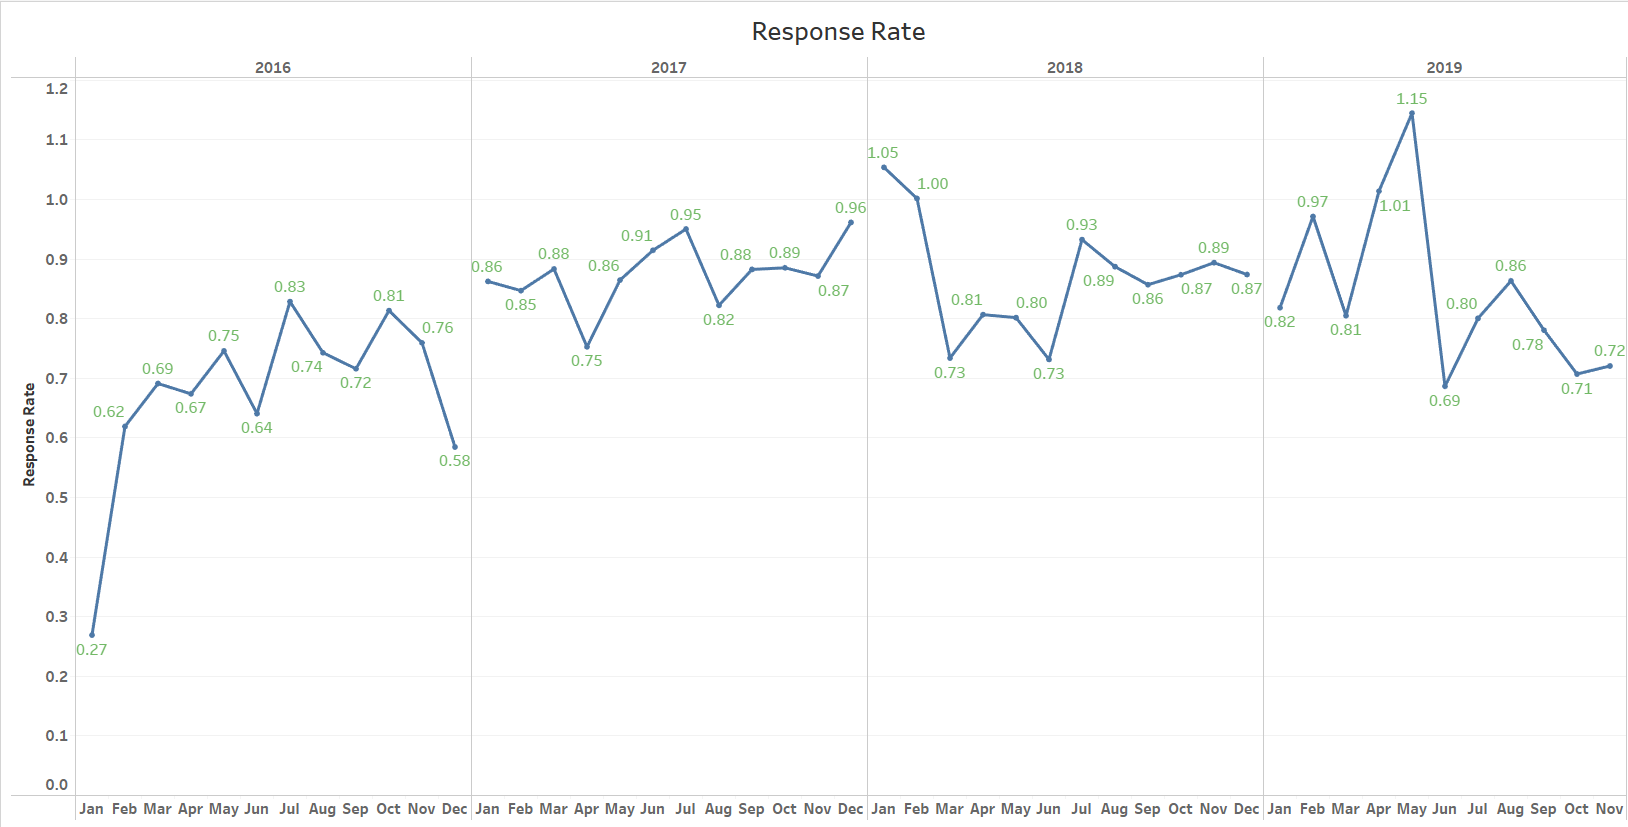 Response Rate
2016 2017 2018 2019
1.2
1.15
1.1
1.05
1.00
1.0
0.97
1.01
0.96
0.95
0.91
0.93
0.9
0.86 0.85 0.88 0.75 0.86 0.82 0.88 0.89 0.87
0.89 0.86 0.87 0.89 0.87
0.83 0.81
0.8
0.81 0.80 0.73 0.73
0.82 0.81 0.80 0.86 0.78
0.75 0.76 0.74 0.72
0.7
0.69 0.67 0.62 0.64
0.69 0.71 0.72
0.6
0.58
0.5
Response Rate
0.4
0.3
0.27
0.2
0.1
0.0
Jan Feb Mar Apr May Jun Jul Aug Sep Oct Nov Dec Jan Feb Mar Apr May Jun Jul Aug Sep Oct Nov Dec Jan Feb Mar Apr May Jun Jul Aug Sep Oct Nov Dec Jan Feb Mar Apr May Jun Jul Aug Sep Oct Nov